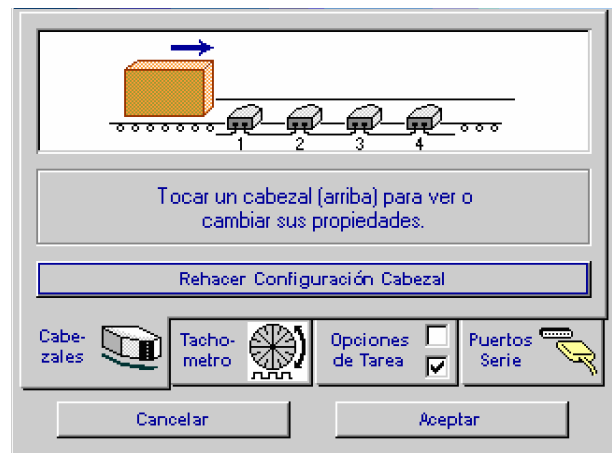 1 2 3 4
Tocar un cabezal (arriba) para ver o
cambiar sus propiedades.
Rehacer Configuración Cabezal
Cabe-
zales
Tacho-
metro
Opciones
de Tarea
Puertos
Serie
Cancelar
Aceptar